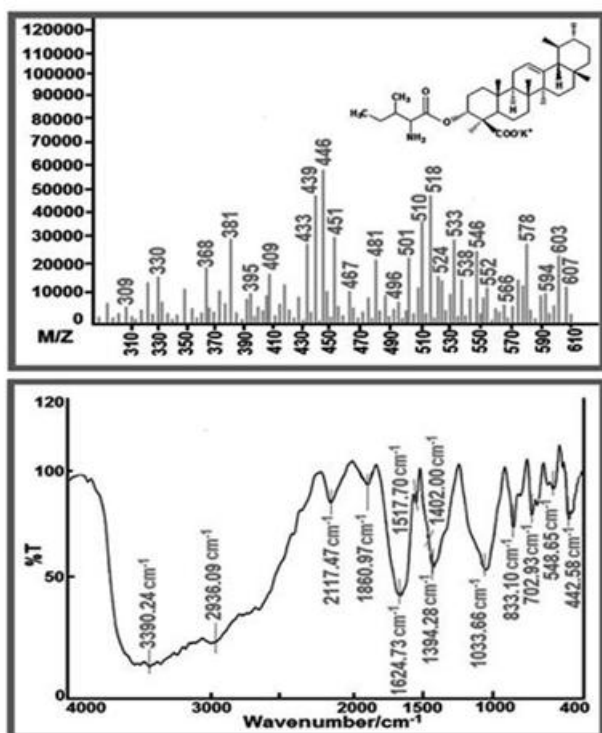 120000
110000
100000
90000
80000
70000
60000
50000
40000
30000
20000
10000
0
M/Z
309
330
368
381
395
409
433
439
446
451
467
481
496
501
510
518
524
533
538
546
552
566
578
594
603
607
310
330
350
370
390
410
430
450
470
490
510
530
550
570
590
610
CH₃
O
NH₂
O
H
H
COO⁻K⁺
120
100
50
0
%T
3390.24 cm⁻¹
2936.09 cm⁻¹
2117.47 cm⁻¹
1860.97 cm⁻¹
1624.73 cm⁻¹
1517.70 cm⁻¹
1394.28 cm⁻¹
1402.00 cm⁻¹
1033.66 cm⁻¹
833.10 cm⁻¹
702.93 cm⁻¹
548.65 cm⁻¹
442.58 cm⁻¹
4000
3000
2000
1500
1000
400
Wavenumber/cm⁻¹